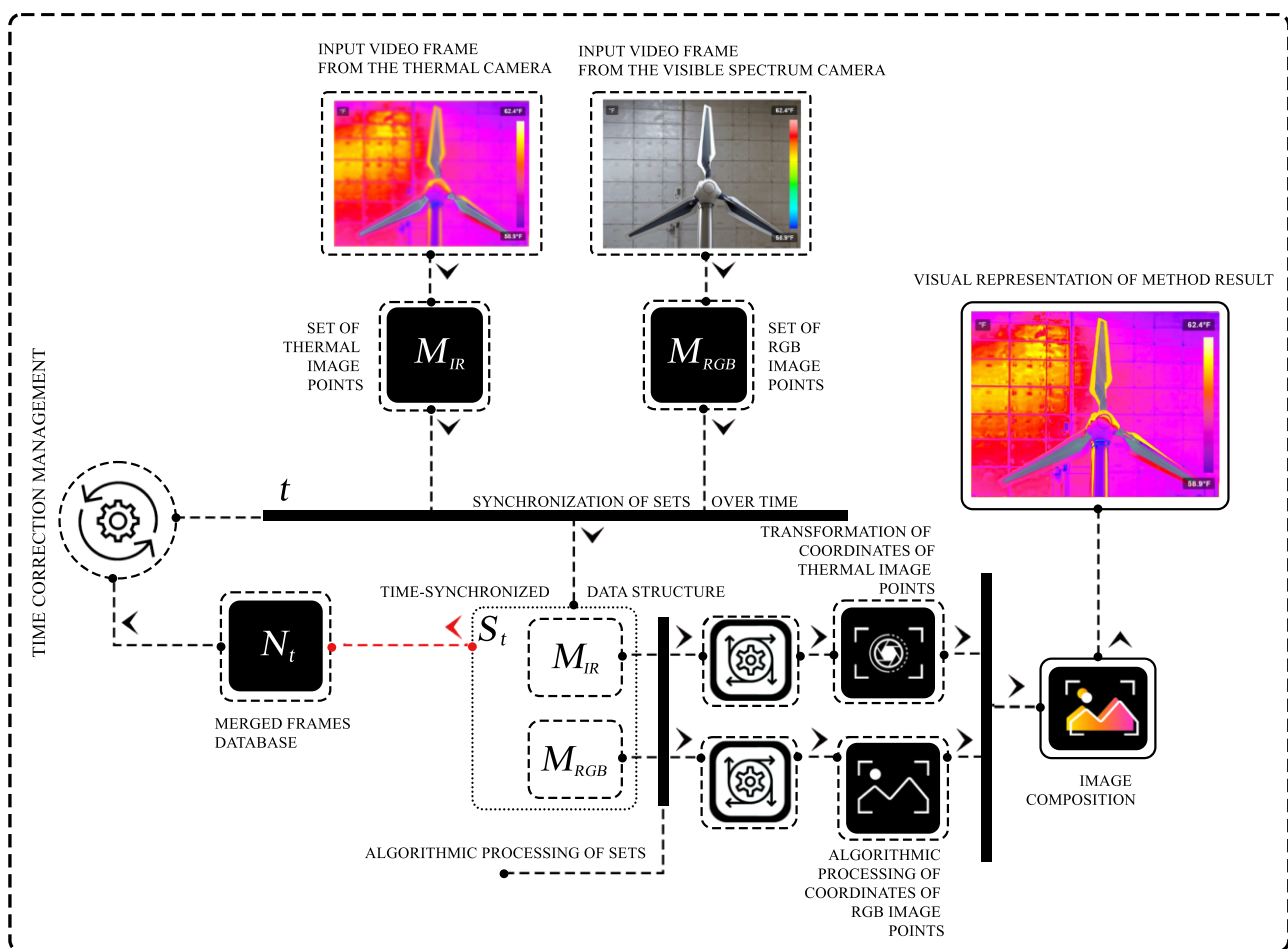 INPUT VIDEO FRAME
FROM THE THERMAL CAMERA
INPUT VIDEO FRAME
FROM THE VISIBLE SPECTRUM CAMERA
°F
62.4°F
58.9°F
°F
62.4°F
58.9°F
VISUAL REPRESENTATION OF METHOD RESULT
°F
62.4°F
58.9°F
SET OF
THERMAL
IMAGE
POINTS
M_IR
M_RGB
SET OF
RGB
IMAGE
POINTS
TIME CORRECTION MANAGEMENT
t
SYNCHRONIZATION OF SETS OVER TIME
TRANSFORMATION OF
COORDINATES OF
THERMAL IMAGE
POINTS
TIME-SYNCHRONIZED DATA STRUCTURE
S_t
M_IR
M_RGB
N_t
MERGED FRAMES
DATABASE
IMAGE
COMPOSITION
ALGORITHMIC PROCESSING OF SETS
ALGORITHMIC
PROCESSING OF
COORDINATES OF
RGB IMAGE
POINTS